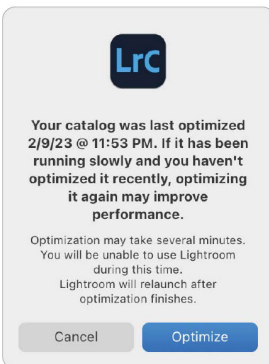 LrC
Your catalog was last optimized
2/9/23 @ 11:53 PM. If it has been
running slowly and you haven't
optimized it recently, optimizing
it again may improve
performance.
Optimization may take several minutes.
You will be unable to use Lightroom
during this time.
Lightroom will relaunch after
optimization finishes.
Cancel Optimize